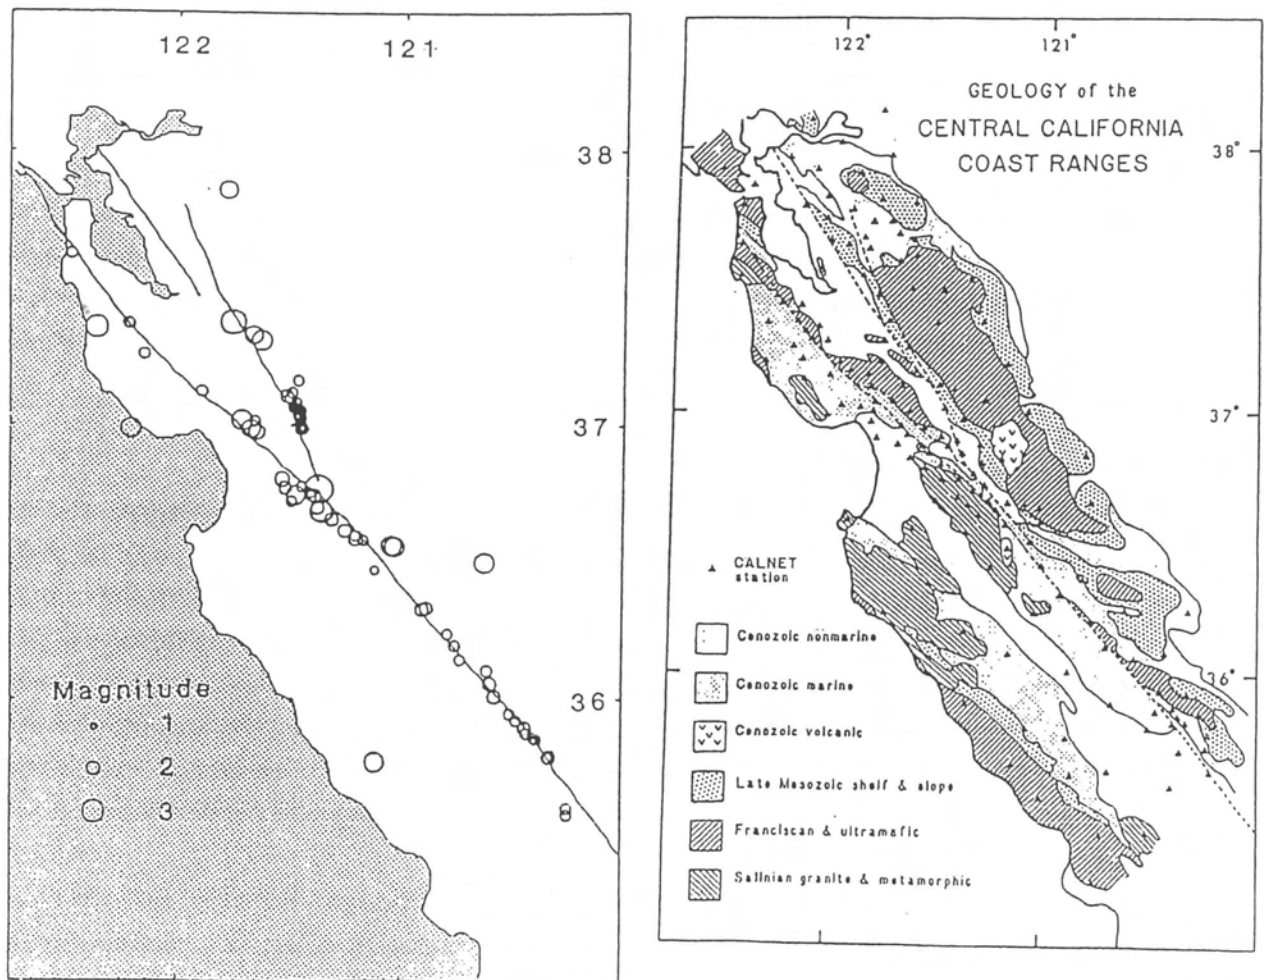 122 121
38
37
36
Magnitude
1
2
3
122° 121°
GEOLOGY of the
CENTRAL CALIFORNIA
COAST RANGES
38°
37°
36°
CALNET
station
Cenozoic nonmarine
Cenozoic marine
Cenozoic volcanic
Late Mesozoic shelf & slope
Franciscan & ultramafic
Salinian granite & metamorphic